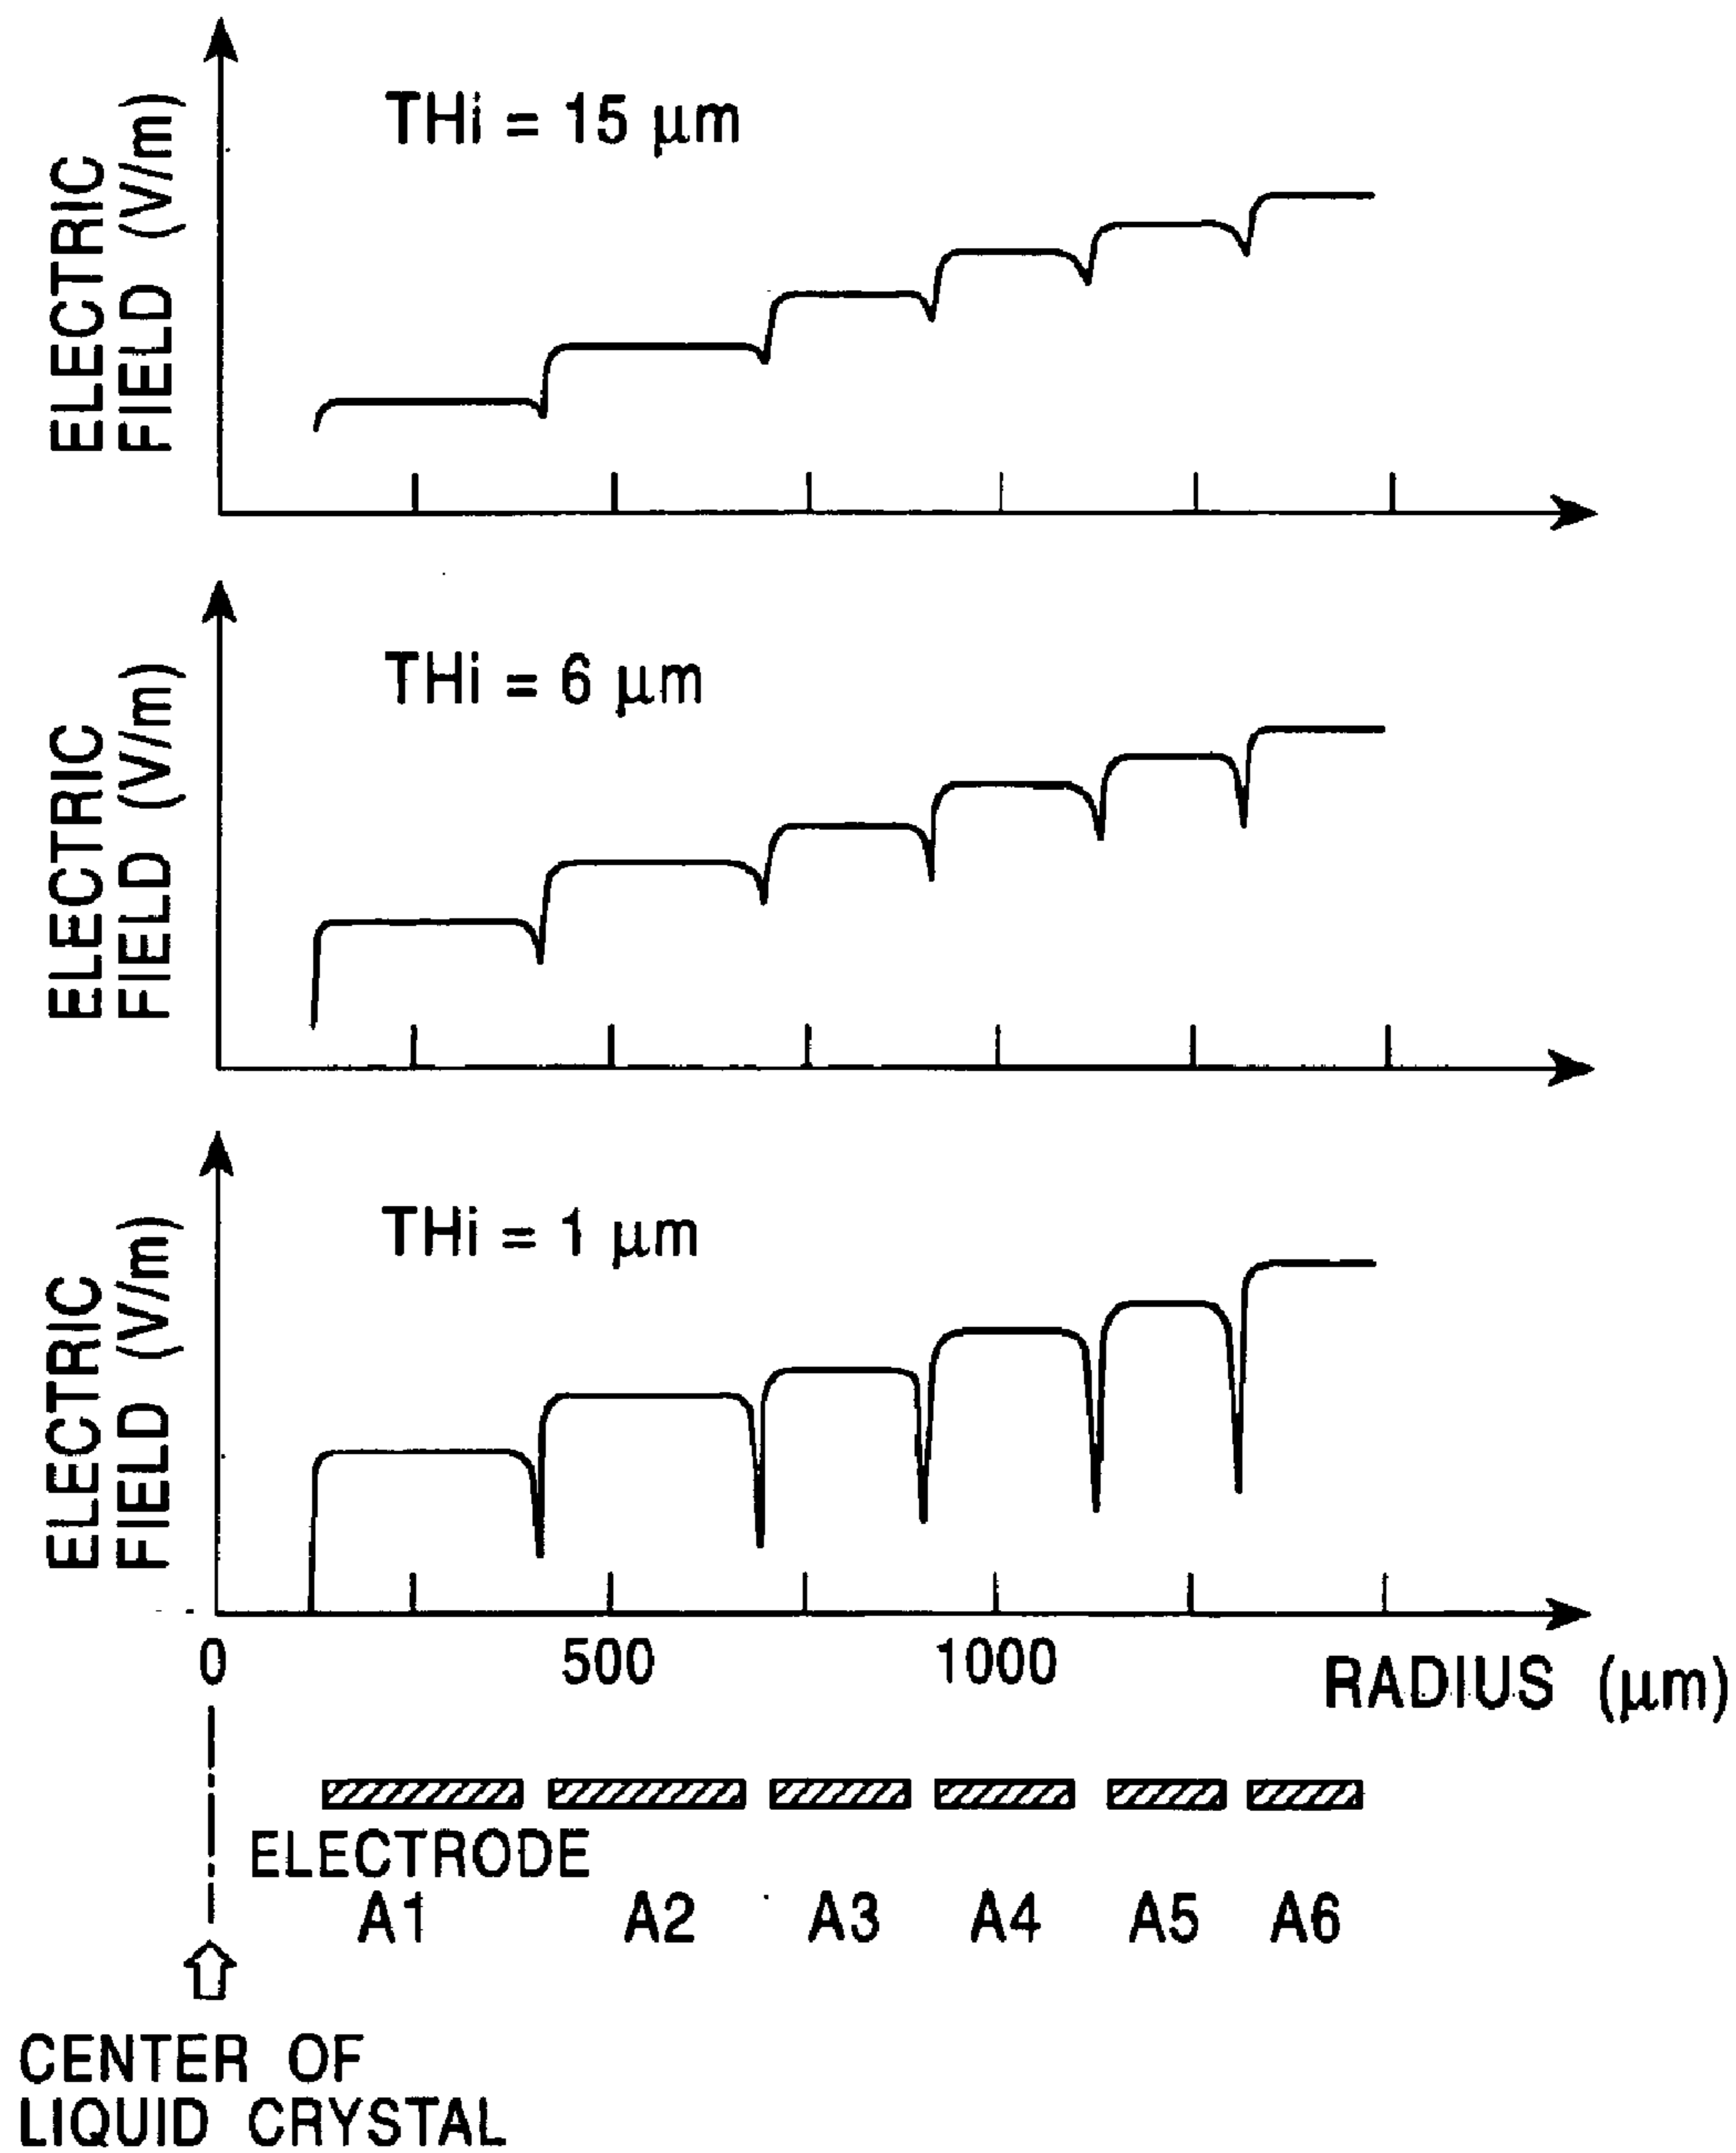 ELECTRIC
FIELD (V/m)
THi = 15 μm
ELECTRIC
FIELD (V/m)
THi = 6 μm
ELECTRIC
FIELD (V/m)
THi = 1 μm
0 500 1000 RADIUS (μm)
ELECTRODE
A1 A2 A3 A4 A5 A6
CENTER OF
LIQUID CRYSTAL